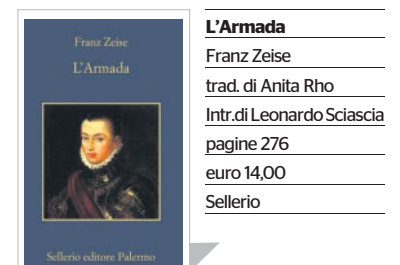 Franz Zeise
L'Armada
Sellerio editore Palermo
L'Armada
Franz Zeise
trad. di Anita Rho
Intr.di Leonardo Sciascia
pagine 276
euro 14,00
Sellerio